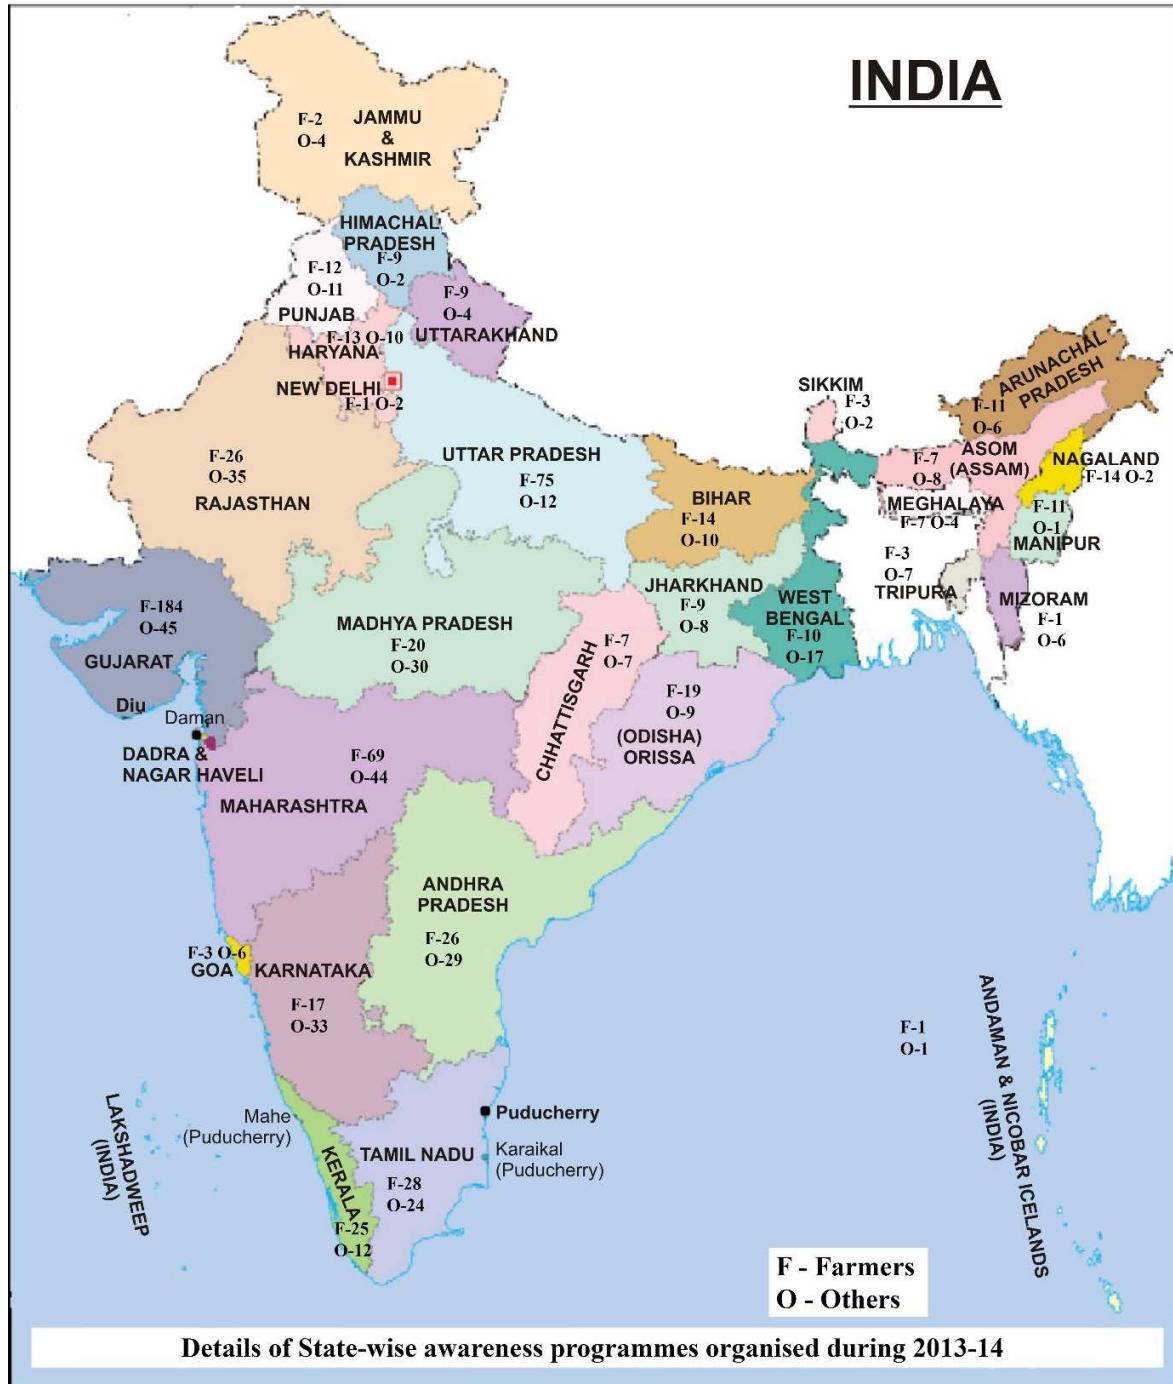 INDIA
F-2
O-4
JAMMU
&
KASHMIR
HIMACHAL
PRADESH
F-9
O-2
F-12
O-11
PUNJAB
F-9
O-4
UTTARAKHAND
F-13 O-10
HARYANA
NEW DELHI
F-1 O-2
F-26
O-35
RAJASTHAN
UTTAR PRADESH
F-75
O-12
BIHAR
F-14
O-10
SIKKIM
F-3
O-2
ARUNACHAL
PRADESH
F-11
O-6
ASOM
(ASSAM)
F-7
O-8
NAGALAND
F-14 O-2
MEGHALAYA
F-7 O-4
F-11
O-1
MANIPUR
F-3
O-7
TRIPURA
MIZORAM
F-1
O-6
JHARKHAND
F-9
O-8
WEST
BENGAL
F-10
O-17
F-184
O-45
GUJARAT
Diu
Daman
DADRA &
NAGAR HAVELI
MADHYA PRADESH
F-20
O-30
F-7
O-7
CHHATTISGARH
F-19
O-9
(ODISHA)
ORISSA
F-69
O-44
MAHARASHTRA
ANDHRA
PRADESH
F-26
O-29
F-3 O-6
GOA
KARNATAKA
F-17
O-33
F-1
O-1
ANDAMAN & NICOBAR ICELANDS
(INDIA)
LAKSHADWEEP
(INDIA)
Mahe
(Puducherry)
Puducherry
Karaikal
(Puducherry)
KERALA
F-25
O-12
TAMIL NADU
F-28
O-24
F - Farmers
O - Others
Details of State-wise awareness programmes organised during 2013-14